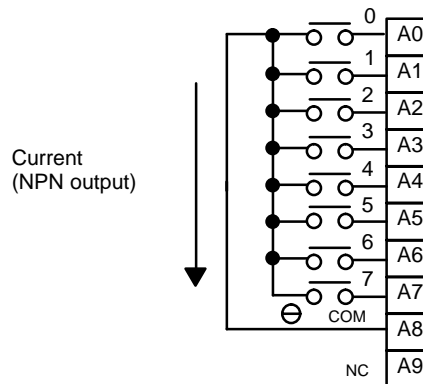 0 A0
1 A1
2 A2
3 A3
Current
(NPN output)
4 A4
5 A5
6 A6
7 A7
COM A8
NC A9